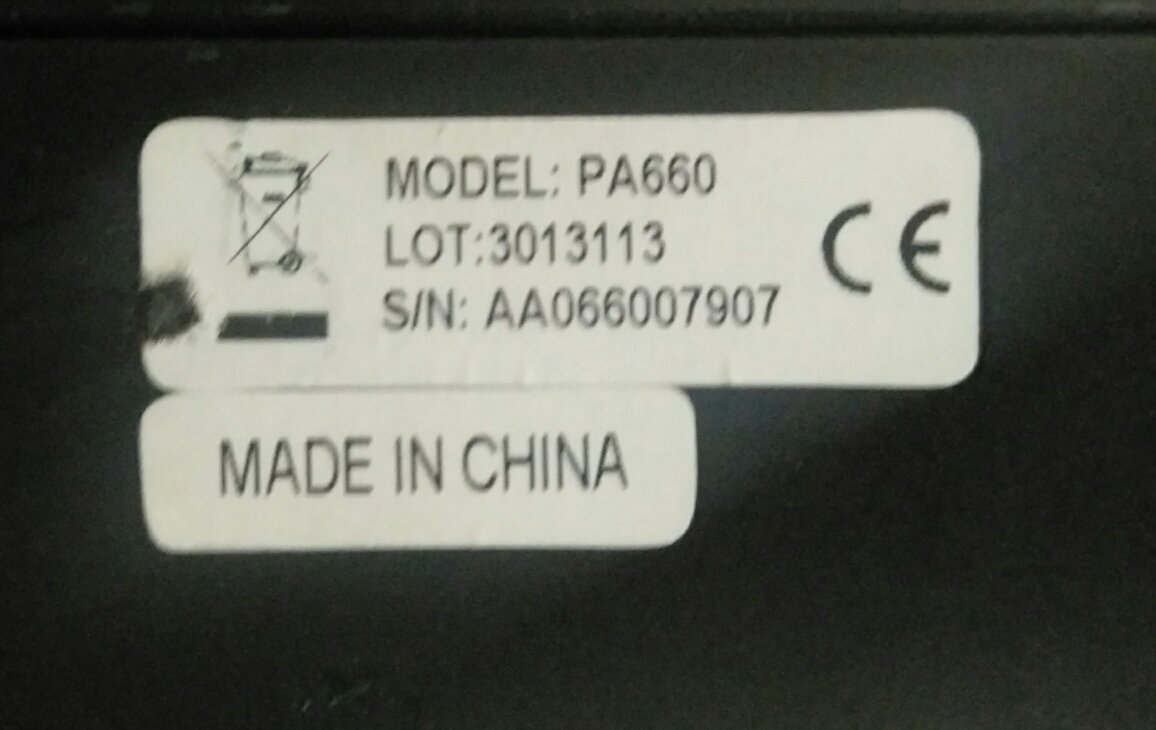 MODEL: PA660
LOT:3013113
S/N: AA066007907
CE
MADE IN CHINA